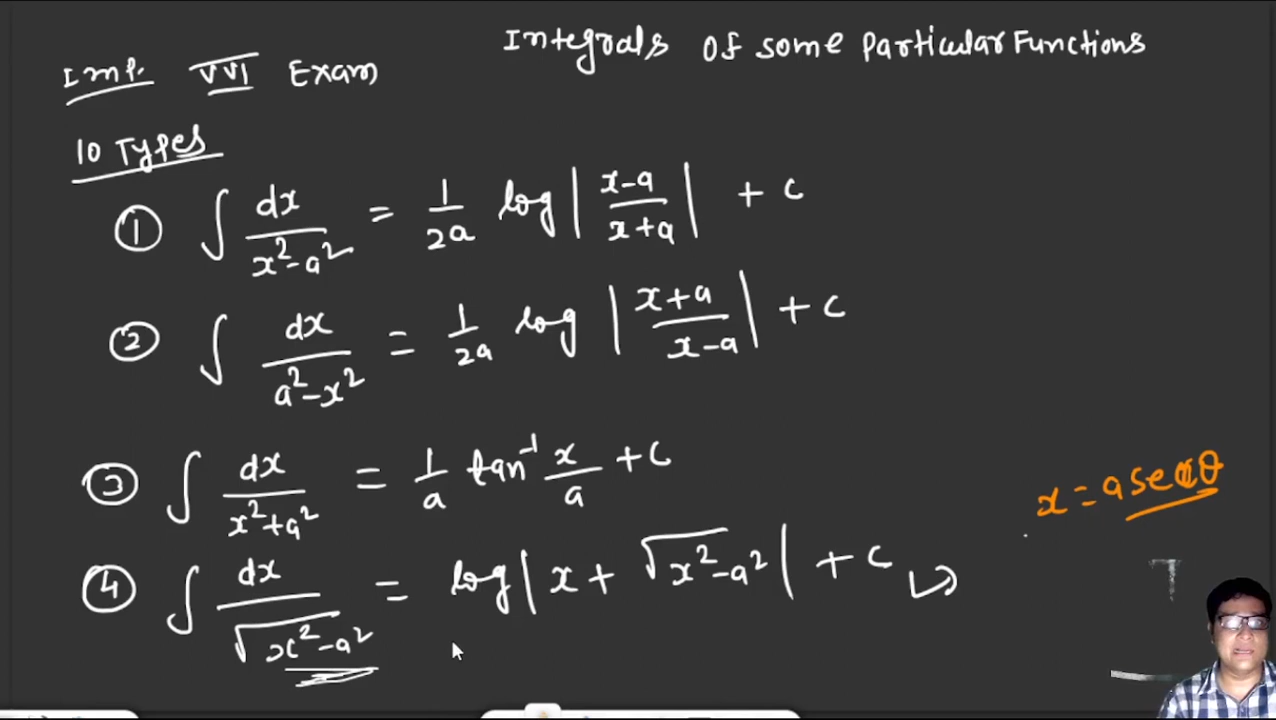 Integrals of some Particular Functions
Imp. VVI Exam
10 Types
① ∫ dx/(x²-a²) = 1/2a log |(x-a)/(x+a)| + c
② ∫ dx/(a²-x²) = 1/2a log |(x+a)/(x-a)| + c
③ ∫ dx/(x²+a²) = 1/a tan⁻¹ x/a + c
x = a secθ
④ ∫ dx/√(x²-a²) = log |x + √(x²-a²)| + c ↳